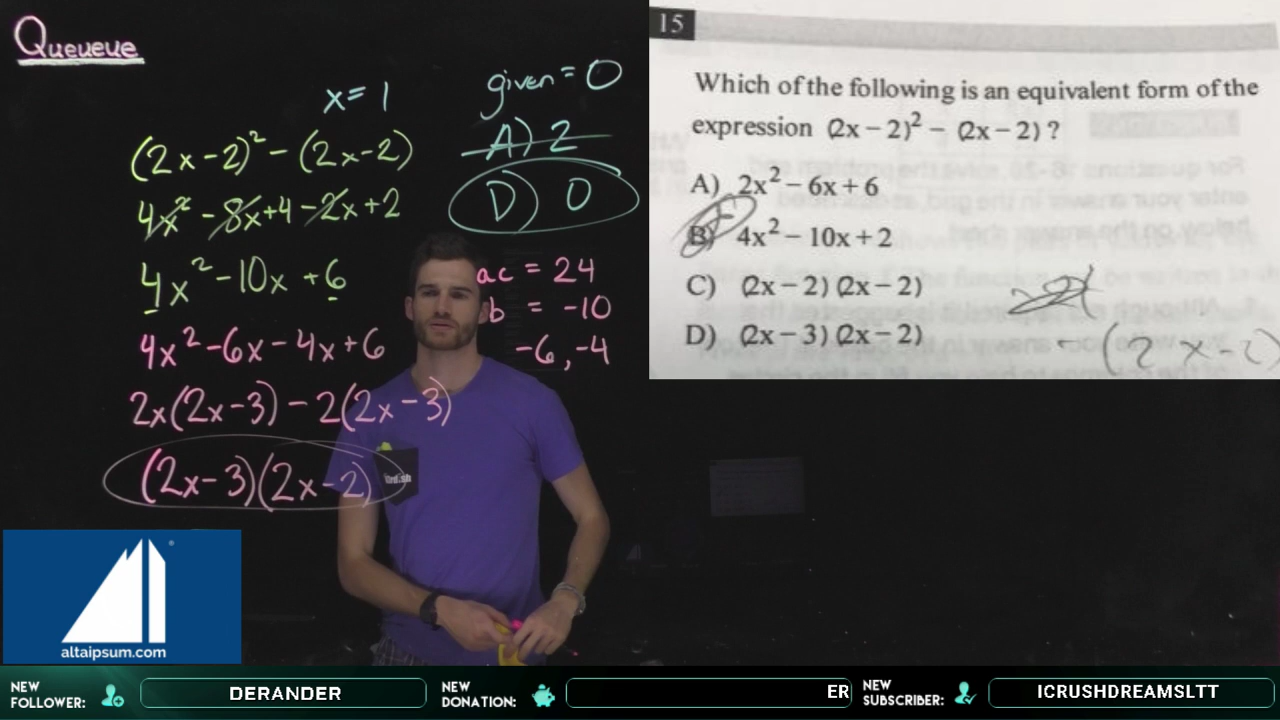 Queueue
x=1
(2x-2)²-(2x-2)
4x²-8x+4-2x+2
4x²-10x+6
4x²-6x-4x+6
2x(2x-3)-2(2x-3)
(2x-3)(2x-2)
given=0
A) 2
D) 0
ac = 24
b = -10
-6,-4
15
Which of the following is an equivalent form of the
expression (2x−2)² − (2x−2) ?
A) 2x²−6x+6
B) 4x²−10x+2
C) (2x−2)(2x−2)
D) (2x−3)(2x−2)
(2x-2)
altaipsum.com
NEW FOLLOWER:
DERANDER
NEW DONATION:
ER
NEW SUBSCRIBER:
ICRUSHDREAMSLTT